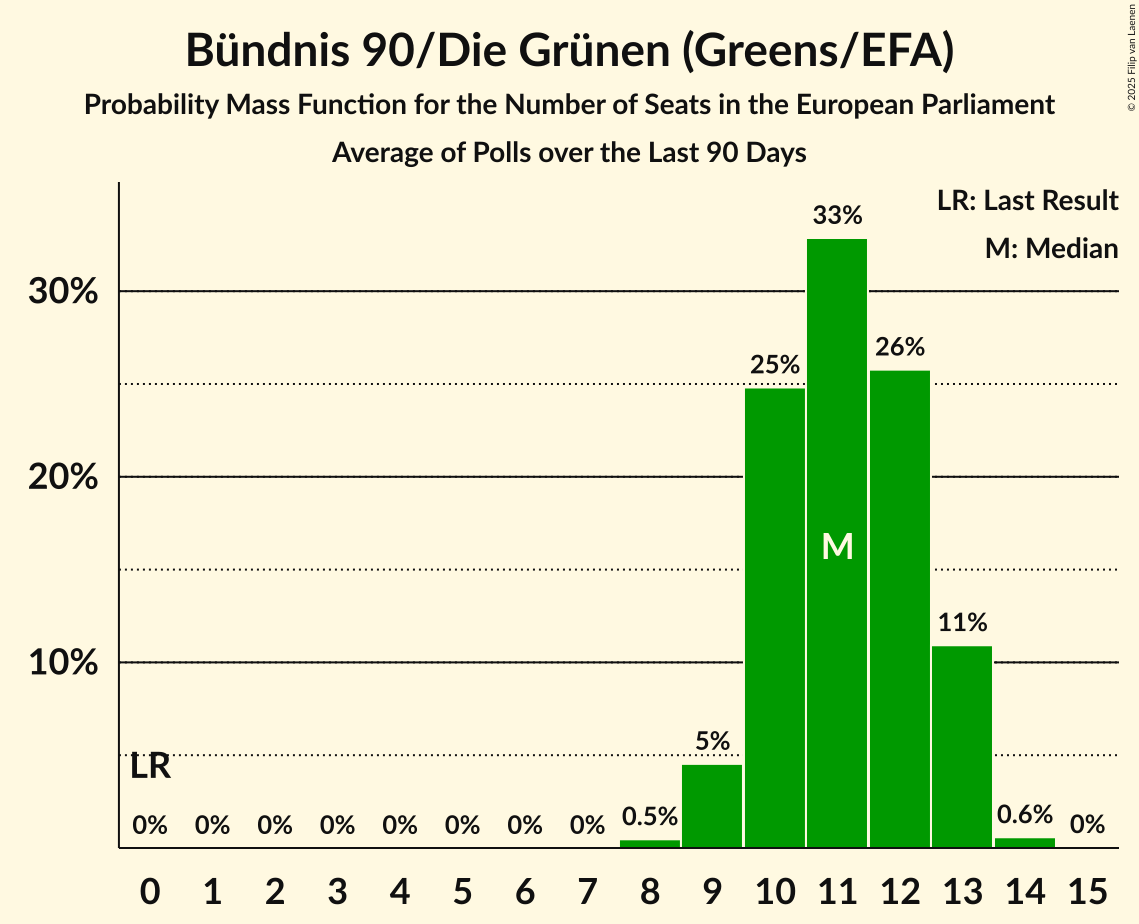 Bündnis 90/Die Grünen (Greens/EFA)
Probability Mass Function for the Number of Seats in the European Parliament
Average of Polls over the Last 90 Days
© 2025 Filip van Laenen
LR: Last Result
M: Median
33%
30%
26%
25%
20%
M
11%
10%
5%
LR
0% 0% 0% 0% 0% 0% 0% 0% 0.5% 0.6% 0%
0 1 2 3 4 5 6 7 8 9 10 11 12 13 14 15